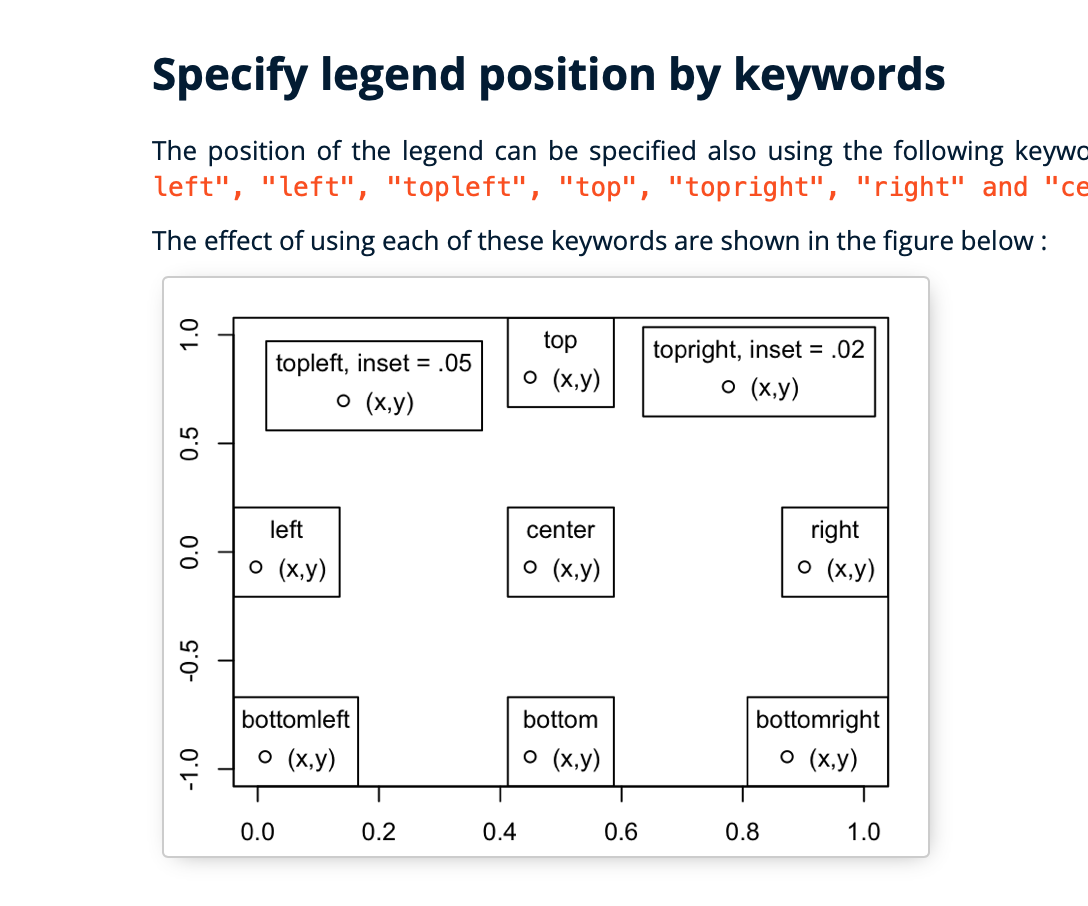 Specify legend position by keywords
The position of the legend can be specified also using the following keywo
left", "left", "topleft", "top", "topright", "right" and "ce
The effect of using each of these keywords are shown in the figure below :
1.0
0.5
0.0
-0.5
-1.0
topleft, inset = .05
(x,y)
top
(x,y)
topright, inset = .02
(x,y)
left
(x,y)
center
(x,y)
right
(x,y)
bottomleft
(x,y)
bottom
(x,y)
bottomright
(x,y)
0.0 0.2 0.4 0.6 0.8 1.0